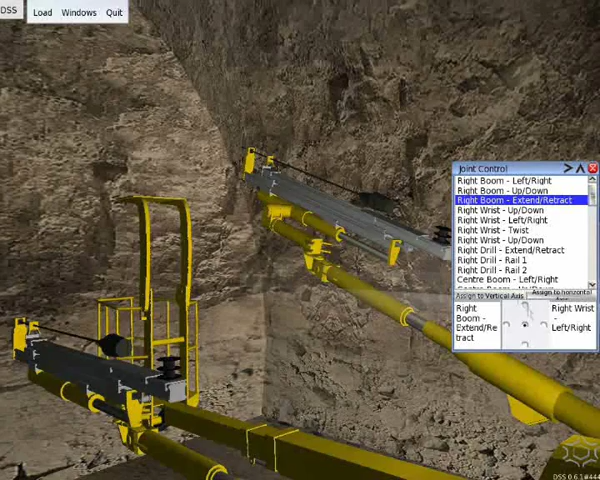 DSS
Load Windows Quit
Joint Control
Right Boom - Left/Right
Right Boom - Up/Down
Right Boom - Extend/Retract
Right Wrist - Up/Down
Right Wrist - Left/Right
Right Wrist - Twist
Right Wrist - Up/Down
Right Drill - Extend/Retract
Right Drill - Rail 1
Right Drill - Rail 2
Centre Boom - Left/Right
Assign to Vertical Axis
Assign to horizontal
Right
Boom -
Extend/Re
tract
Right Wrist
-
Left/Right